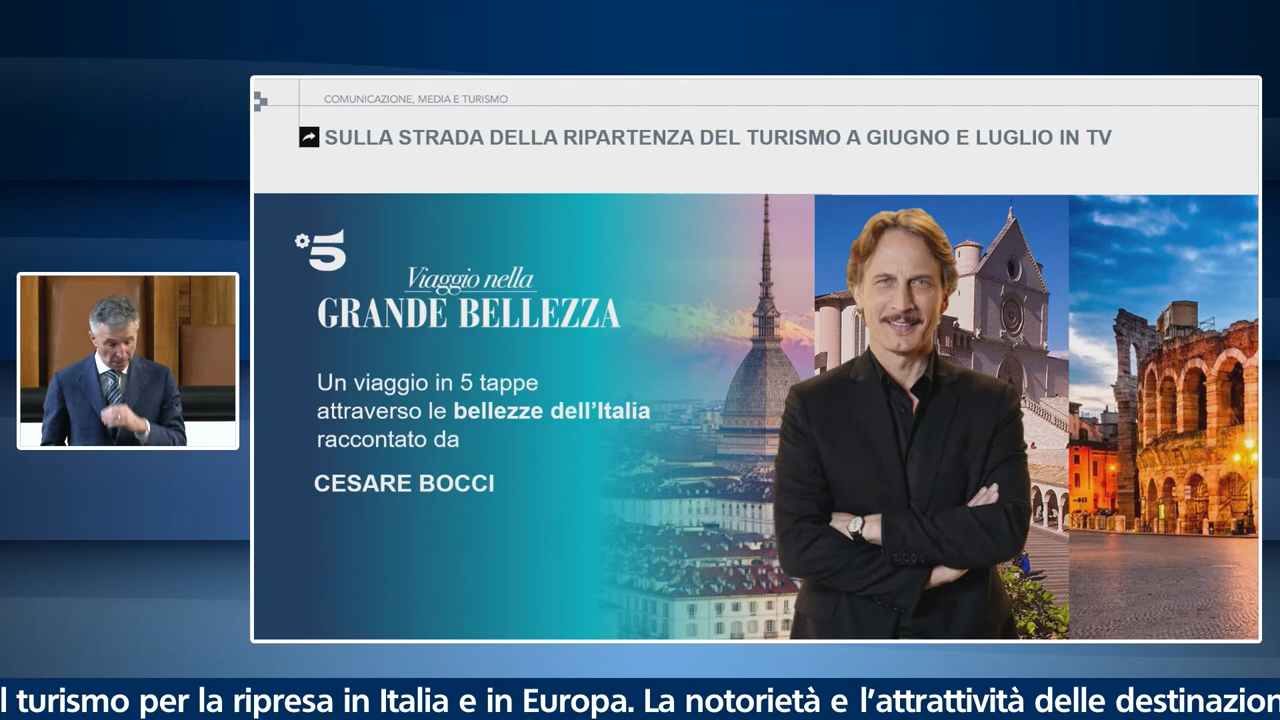 COMUNICAZIONE, MEDIA E TURISMO
SULLA STRADA DELLA RIPARTENZA DEL TURISMO A GIUGNO E LUGLIO IN TV
5
Viaggio nella
GRANDE BELLEZZA
Un viaggio in 5 tappe
attraverso le bellezze dell'Italia
raccontato da
CESARE BOCCI
l turismo per la ripresa in Italia e in Europa. La notorietà e l'attrattività delle destinazion